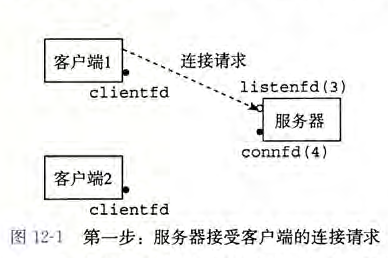 客户端1
连接请求
clientfd
listenfd(3)
服务器
connfd(4)
客户端2
clientfd
图 12-1 第一步：服务器接受客户端的连接请求